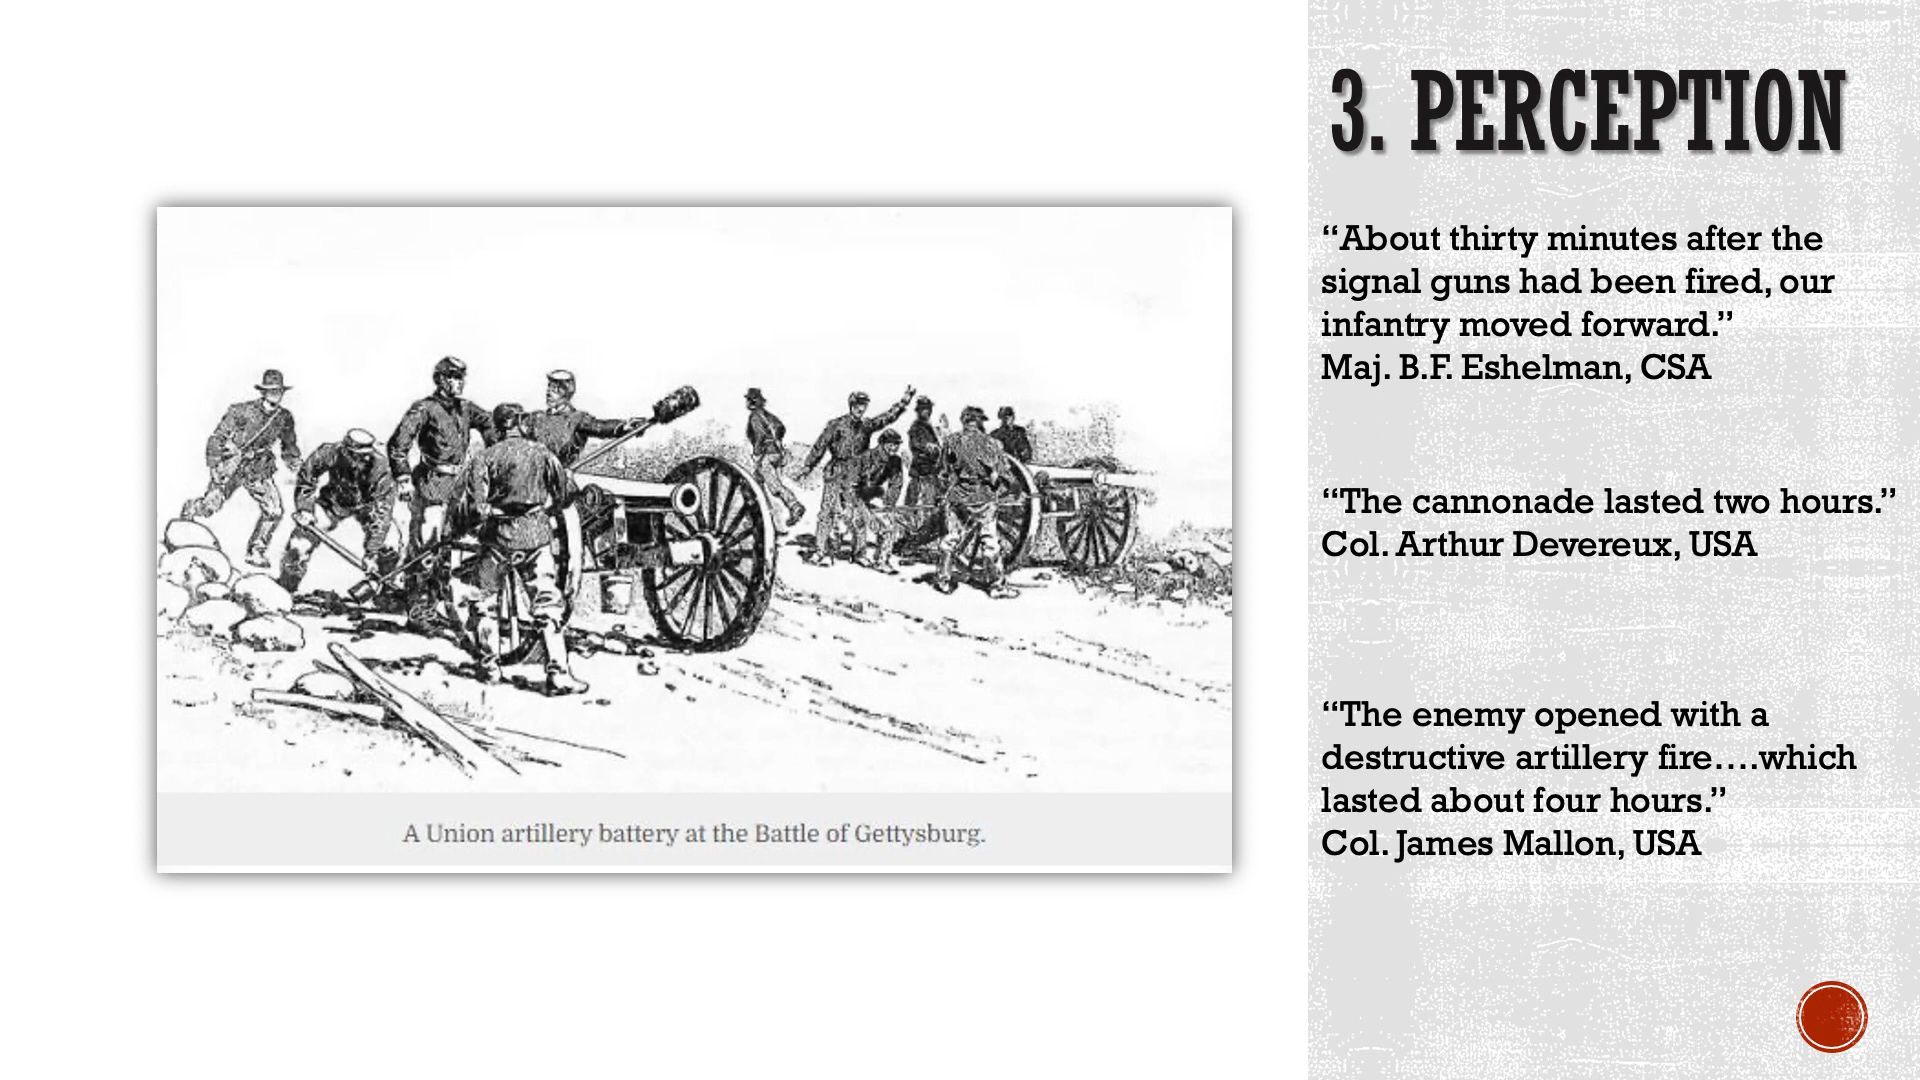 3. PERCEPTION
“About thirty minutes after the
signal guns had been fired, our
infantry moved forward.”
Maj. B.F. Eshelman, CSA
“The cannonade lasted two hours.”
Col. Arthur Devereux, USA
“The enemy opened with a
destructive artillery fire….which
lasted about four hours.”
Col. James Mallon, USA
A Union artillery battery at the Battle of Gettysburg.